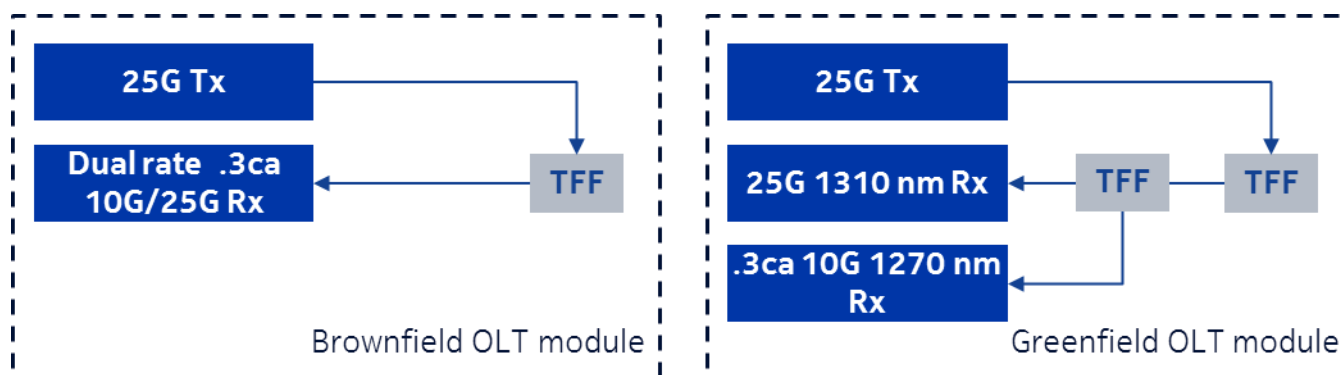 25G Tx
Dual rate .3ca
10G/25G Rx
TFF
Brownfield OLT module
25G Tx
25G 1310 nm Rx
TFF
TFF
.3ca 10G 1270 nm
Rx
Greenfield OLT module